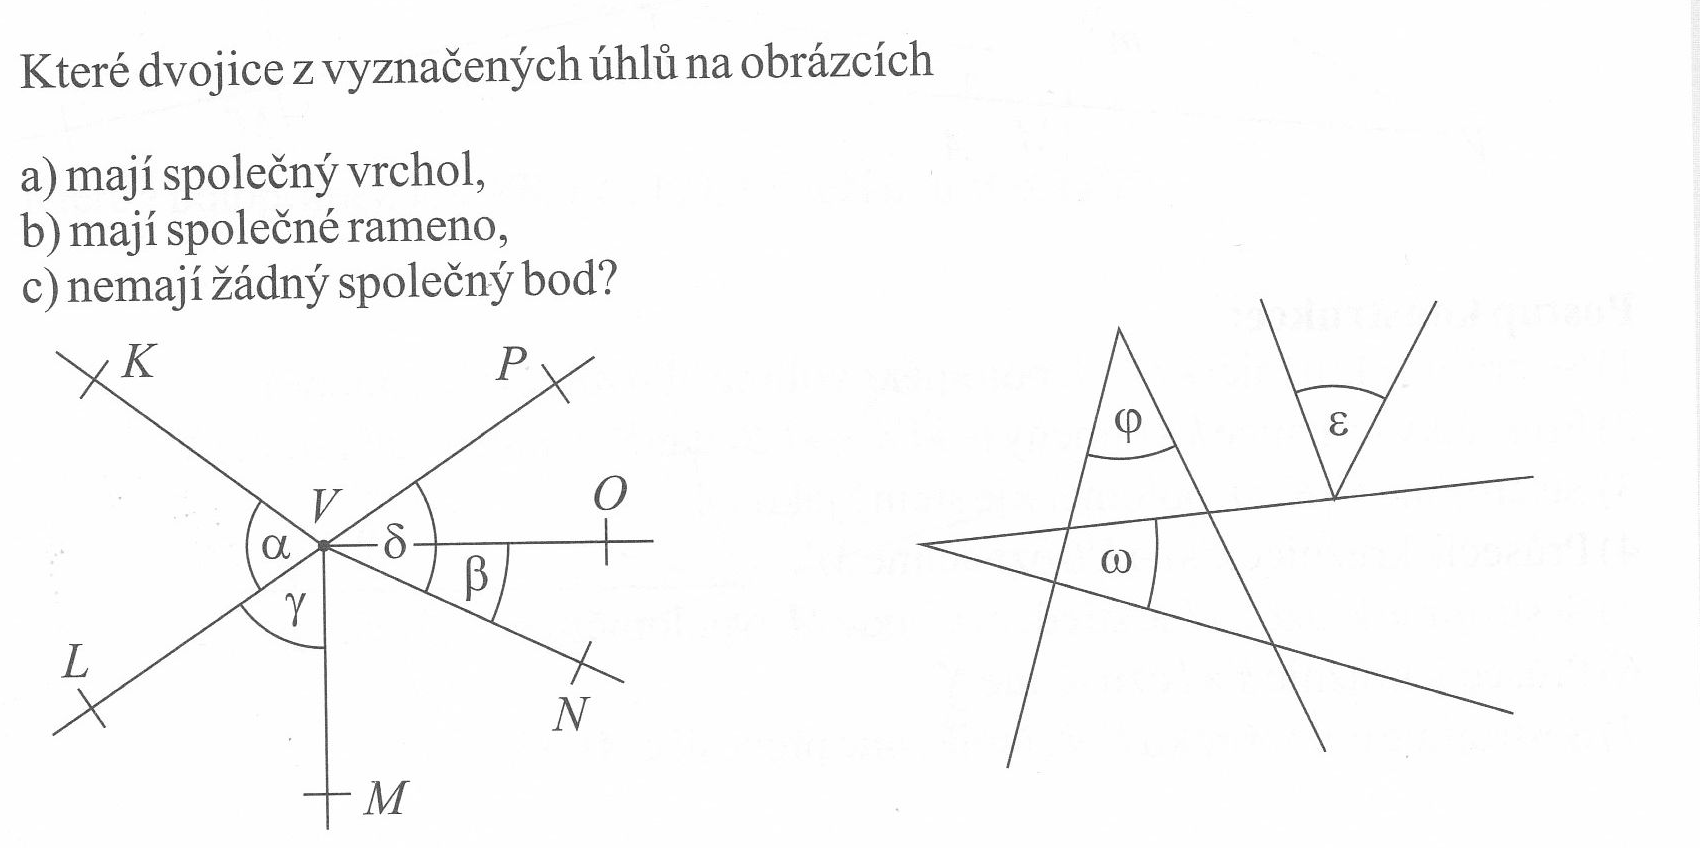 Které dvojice z vyznačených úhlů na obrázcích
a) mají společný vrchol,
b) mají společné rameno,
c) nemají žádný společný bod?
K
P
V
O
α
δ
β
γ
L
N
M
φ
ε
ω